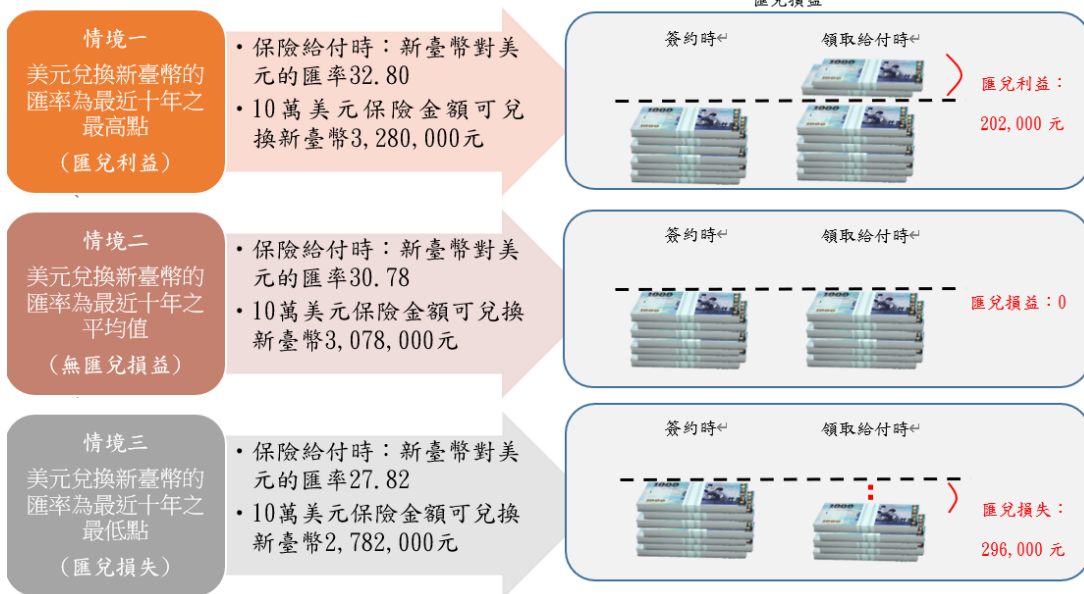 匯兌損益
情境一
美元兌換新臺幣的
匯率為最近十年之
最高點
(匯兌利益)
・保險給付時：新臺幣對美
元的匯率32.80
・10萬美元保險金額可兌
換新臺幣3,280,000元
簽約時↵
領取給付時↵
匯兌利益：
202,000 元
情境二
美元兌換新臺幣的
匯率為最近十年之
平均值
(無匯兌損益)
・保險給付時：新臺幣對美
元的匯率30.78
・10萬美元保險金額可兌換
新臺幣3,078,000元
簽約時↵
領取給付時↵
匯兌損益：0
情境三
美元兌換新臺幣的
匯率為最近十年之
最低點
(匯兌損失)
・保險給付時：新臺幣對美
元的匯率27.82
・10萬美元保險金額可兌換
新臺幣2,782,000元
簽約時↵
領取給付時↵
匯兌損失：
296,000 元